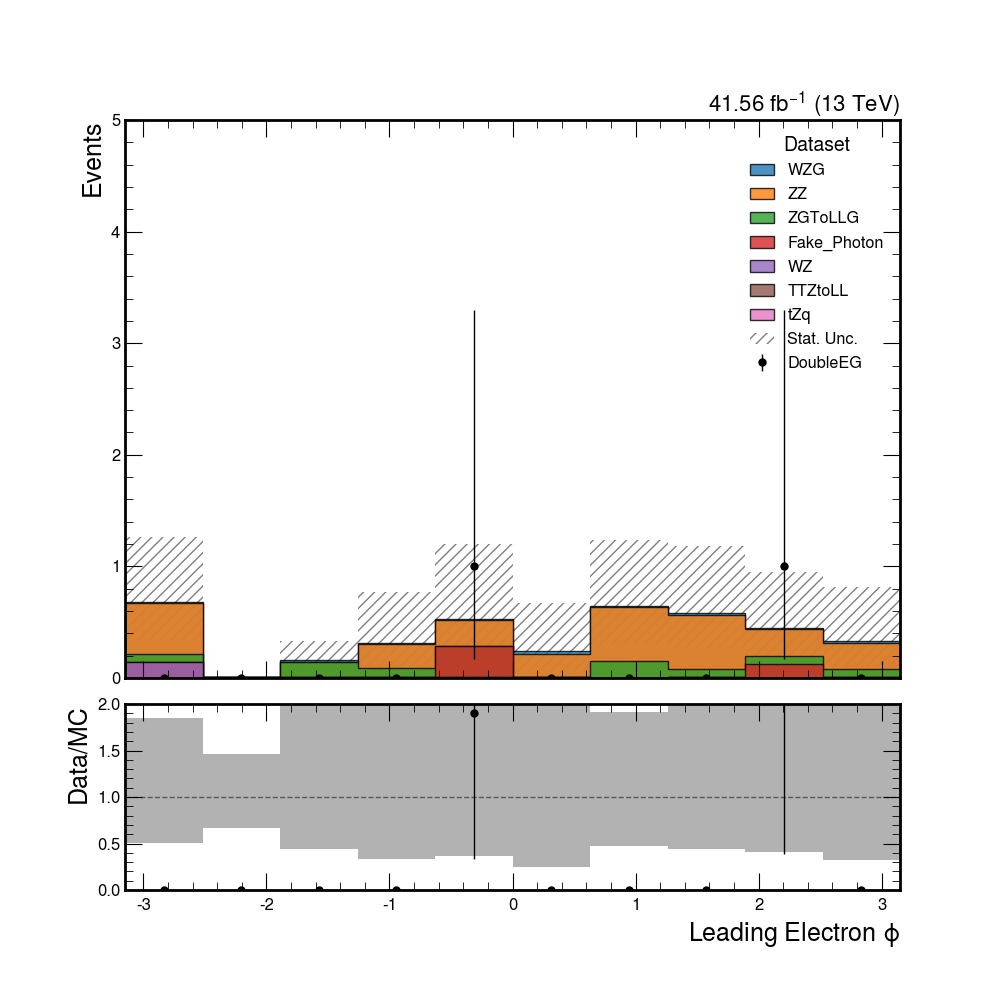 41.56 fb⁻¹ (13 TeV)
Events
5
4
3
2
1
0
Dataset
WZG
ZZ
ZGToLLG
Fake_Photon
WZ
TTZtoLL
tZq
Stat. Unc.
DoubleEG
Data/MC
2.0
1.5
1.0
0.5
0.0
-3 -2 -1 0 1 2 3
Leading Electron ϕ